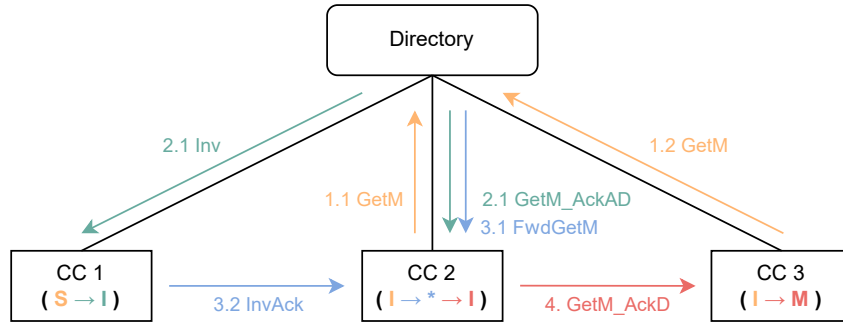 Directory
2.1 Inv
1.2 GetM
1.1 GetM
2.1 GetM_AckAD
3.1 FwdGetM
CC 1
( S → I )
3.2 InvAck
CC 2
( I → * → I )
4. GetM_AckD
CC 3
( I → M )